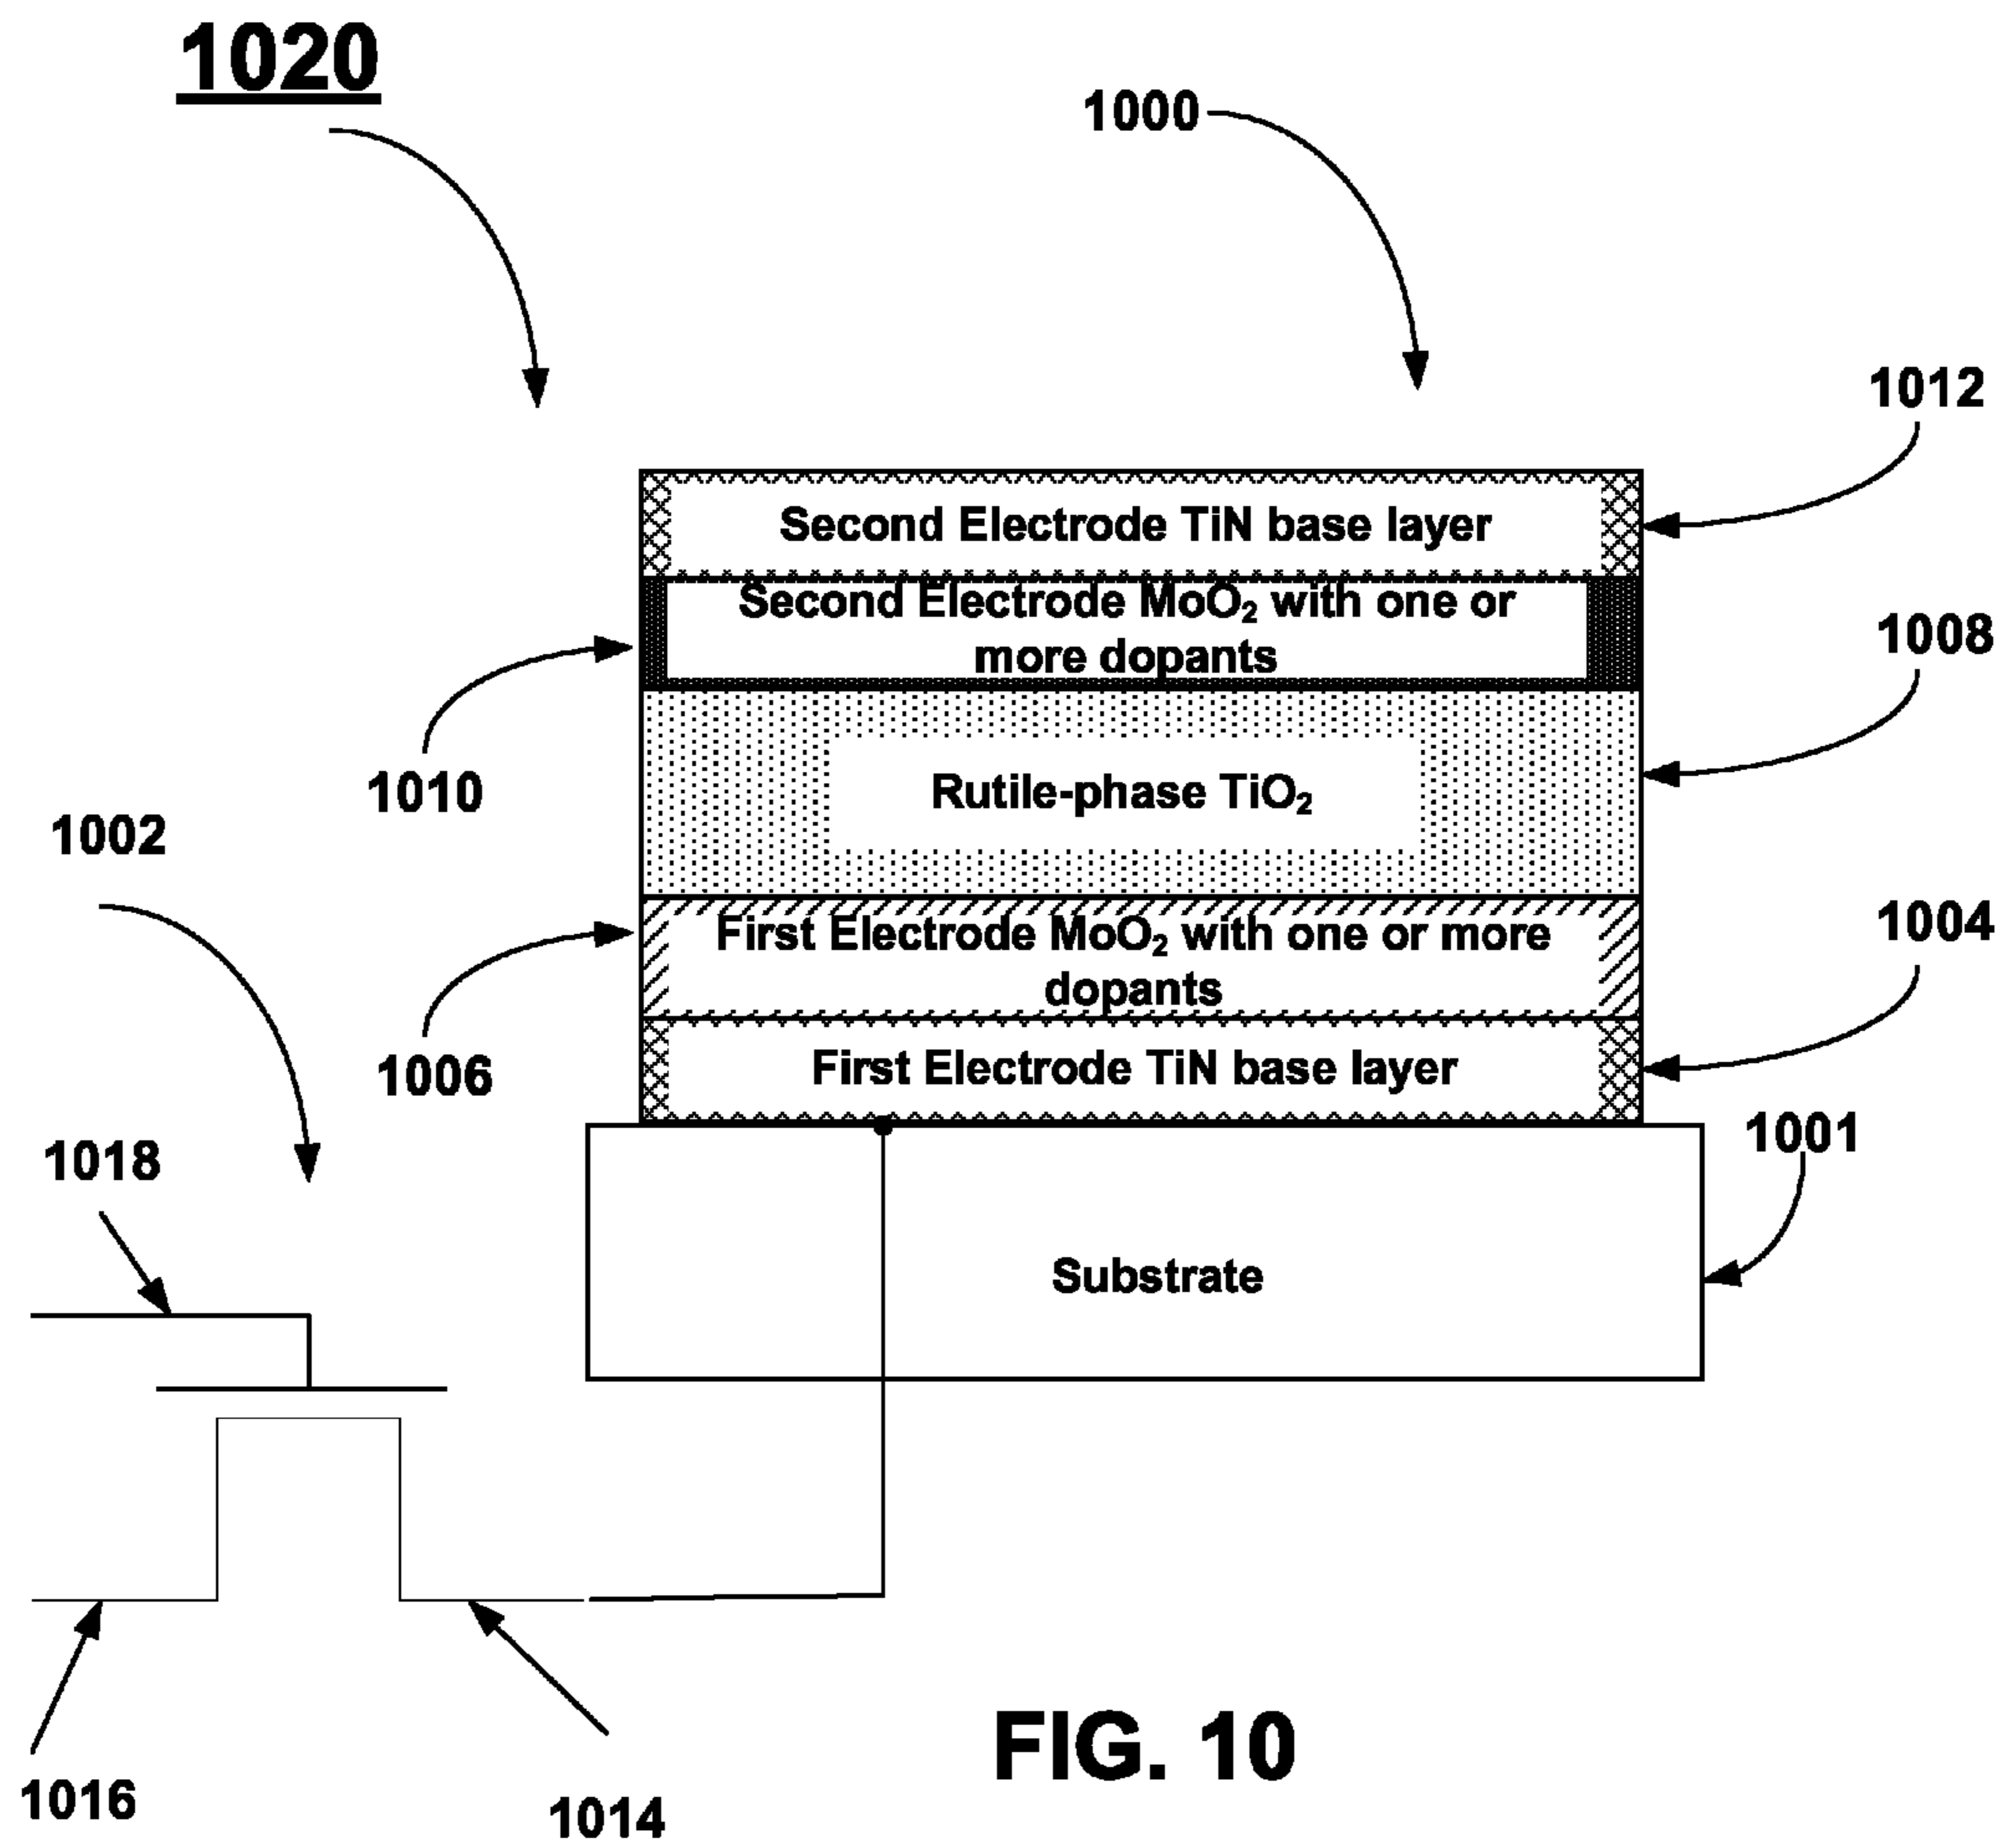 1020
1000
1012
Second Electrode TiN base layer
Second Electrode MoO₂ with one or
more dopants
1008
1010
Rutile-phase TiO₂
1002
1004
First Electrode MoO₂ with one or more
dopants
1006
First Electrode TiN base layer
1001
1018
Substrate
FIG. 10
1016
1014